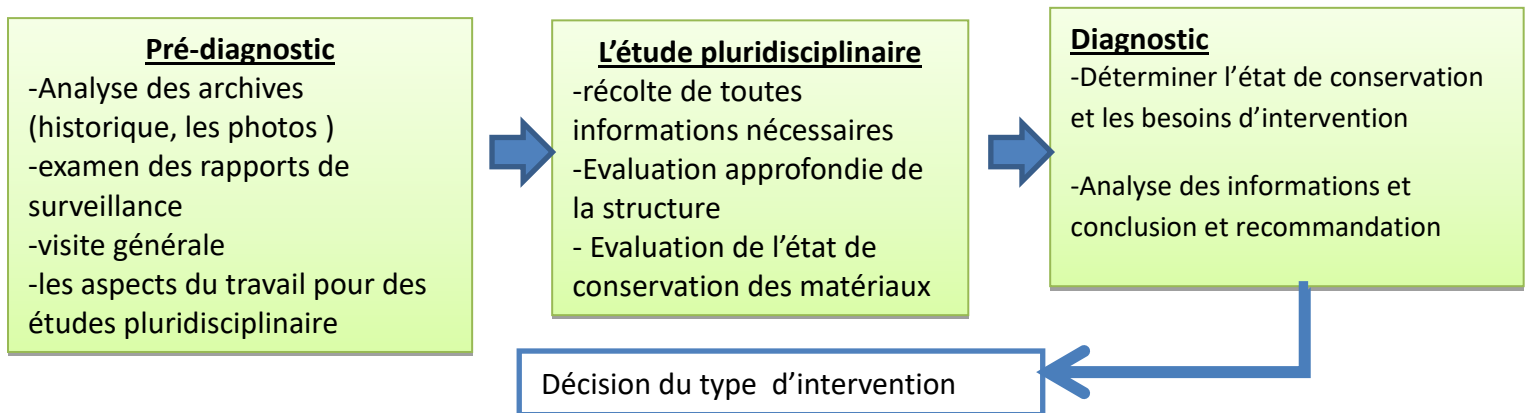 Pré-diagnostic
-Analyse des archives
(historique, les photos )
-examen des rapports de
surveillance
-visite générale
-les aspects du travail pour des
études pluridisciplinaire
L'étude pluridisciplinaire
-récolte de toutes
informations nécessaires
-Evaluation approfondie de
la structure
- Evaluation de l'état de
conservation des matériaux
Diagnostic
-Déterminer l'état de conservation
et les besoins d'intervention
-Analyse des informations et
conclusion et recommandation
Décision du type  d'intervention